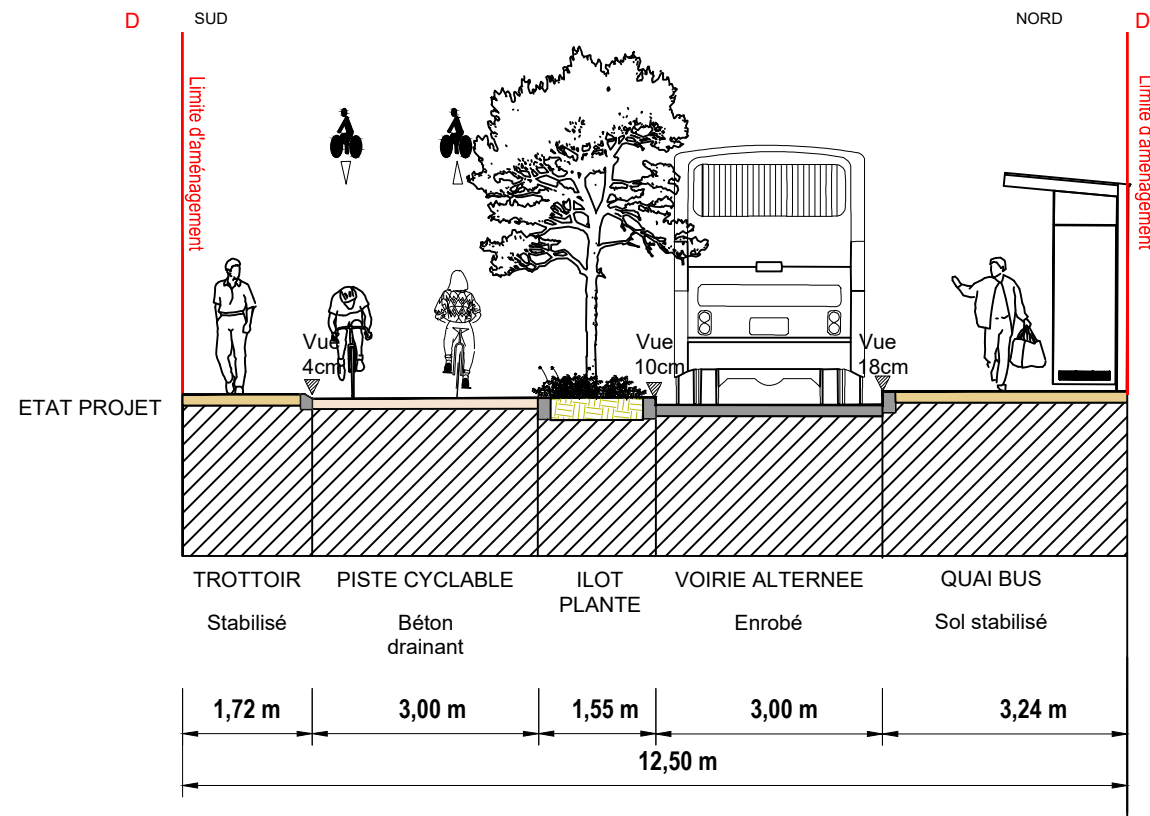 D
SUD
NORD
D
Limite d'aménagement
Limite d'aménagement
Vue
4cm
Vue
10cm
Vue
18cm
ETAT PROJET
TROTTOIR
Stabilisé
PISTE CYCLABLE
Béton
drainant
ILOT
PLANTE
VOIRIE ALTERNEE
Enrobé
QUAI BUS
Sol stabilisé
1,72 m
3,00 m
1,55 m
3,00 m
3,24 m
12,50 m